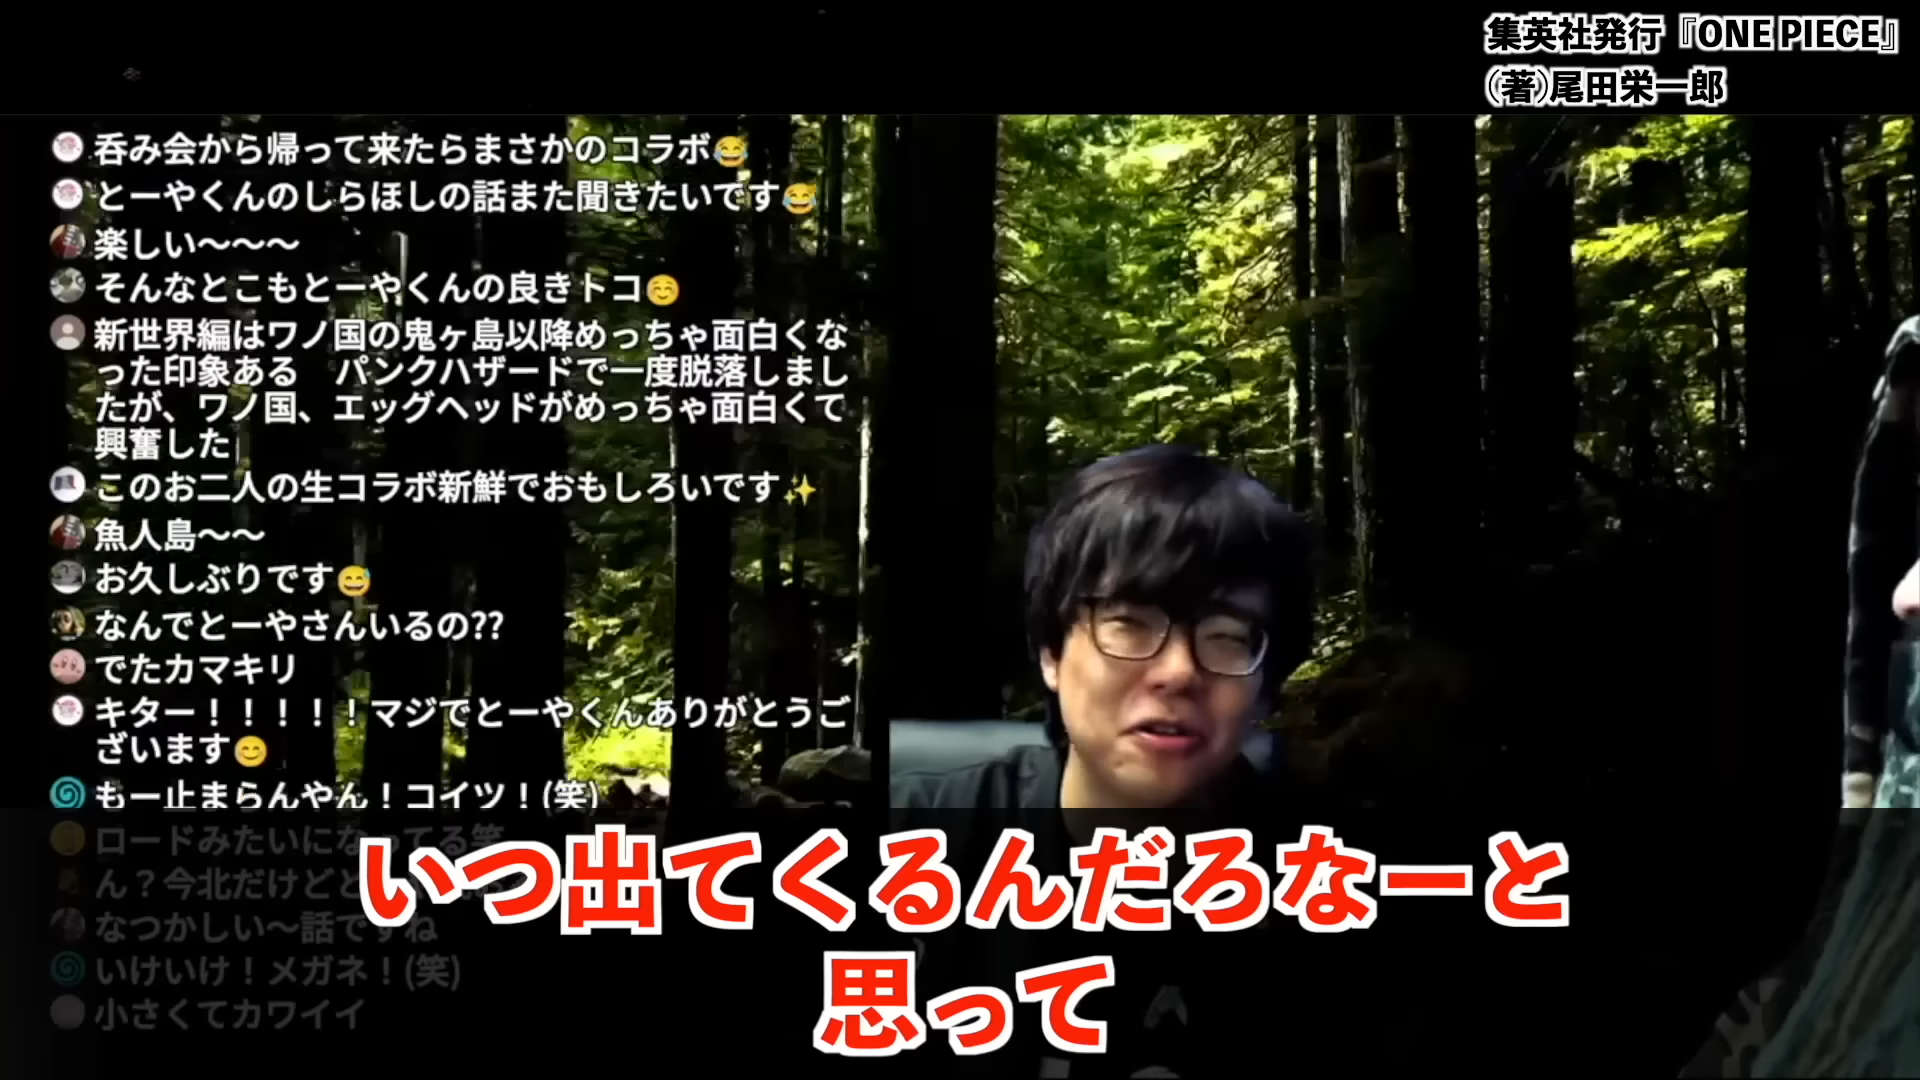 集英社発行『ONE PIECE』
(著)尾田栄一郎
呑み会から帰って来たらまさかのコラボ😂
とーやくんのしらほしの話また聞きたいです😂
楽しい〜〜〜
そんなとこもとーやくんの良きトコ☺️
新世界編はワノ国の鬼ヶ島以降めっちゃ面白くな
った印象ある　パンクハザードで一度脱落しまし
たが、ワノ国、エッグヘッドがめっちゃ面白くて
興奮した
このお二人の生コラボ新鮮でおもしろいです✨
魚人島〜〜
お久しぶりです😅
なんでとーやさんいるの??
でたカマキリ
キター！！！！！マジでとーやくんありがとうご
ざいます😊
もー止まらんやん！コイツ！(笑)
ロードみたいになってる笑
ん？今北だけどと
なつかしい〜話ですね
いけいけ！メガネ！(笑)
小さくてカワイイ
いつ出てくるんだろなーと
思って